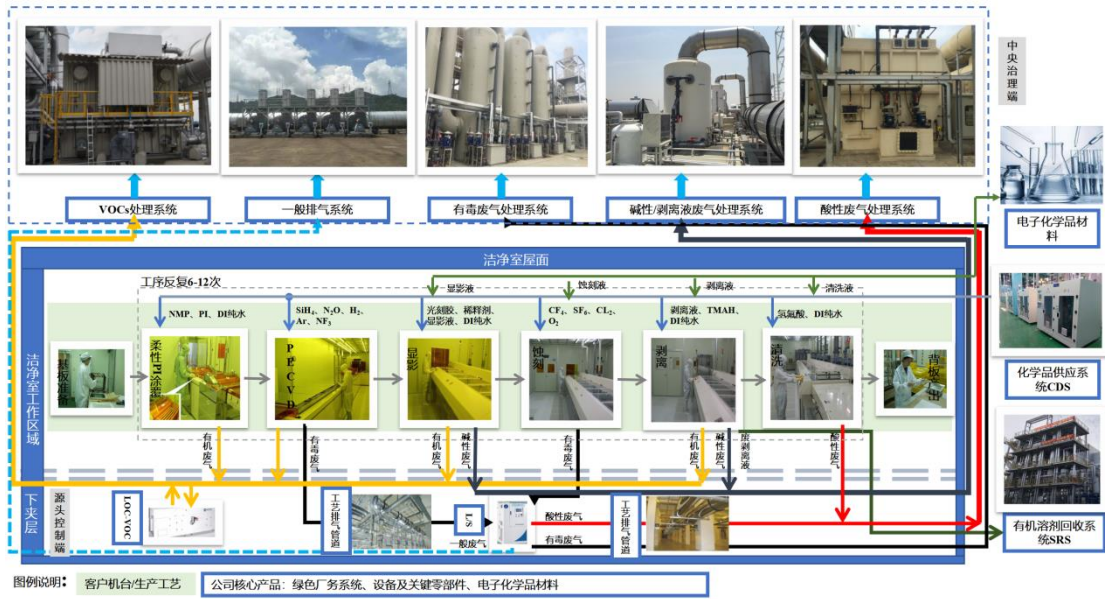 中央治理端
VOCs处理系统
一般排气系统
有毒废气处理系统
碱性/剥离液废气处理系统
酸性废气处理系统
电子化学品材
料
洁净室屋面
工序反复6-12次
显影液
蚀刻液
剥离液
清洗液
NMP、PI、DI纯水
SiH₄、N₂O、H₂、
Ar、NF₃
光刻胶、稀释剂、
显影液、DI纯水
CF₄、SF₆、CL₂、
O₂
剥离液、TMAH、
DI纯水
氢氟酸、DI纯水
化学品供应系
统CDS
洁净室工作区域
基板准备
柔性PI涂覆
PECVD
显影
蚀刻
剥离
清洗
背板产出
有机废气
有毒废气
有机废气
碱性废气
有毒废气
有机废气
碱性废气
废剥离液
酸性废气
有机溶剂回收系
统SRS
下夹层
源头控制端
LOC-VOC
工艺排气管道
L/S
一般废气
酸性废气
有毒废气
工艺排气管道
图例说明：
客户机台/生产工艺
公司核心产品：绿色厂务系统、设备及关键零部件、电子化学品材料